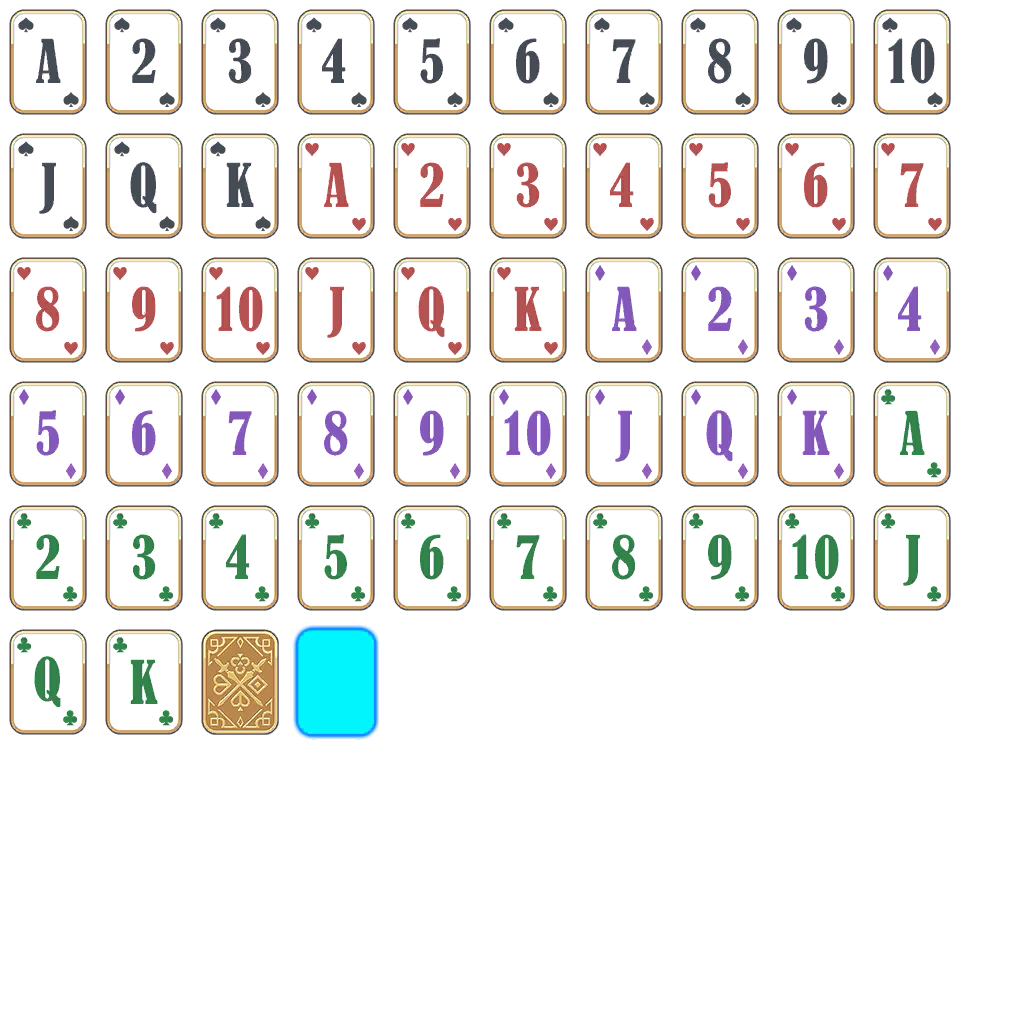 A 2 3 4 5 6 7 8 9 10
J Q K A 2 3 4 5 6 7
8 9 10 J Q K A 2 3 4
5 6 7 8 9 10 J Q K A
2 3 4 5 6 7 8 9 10 J
Q K